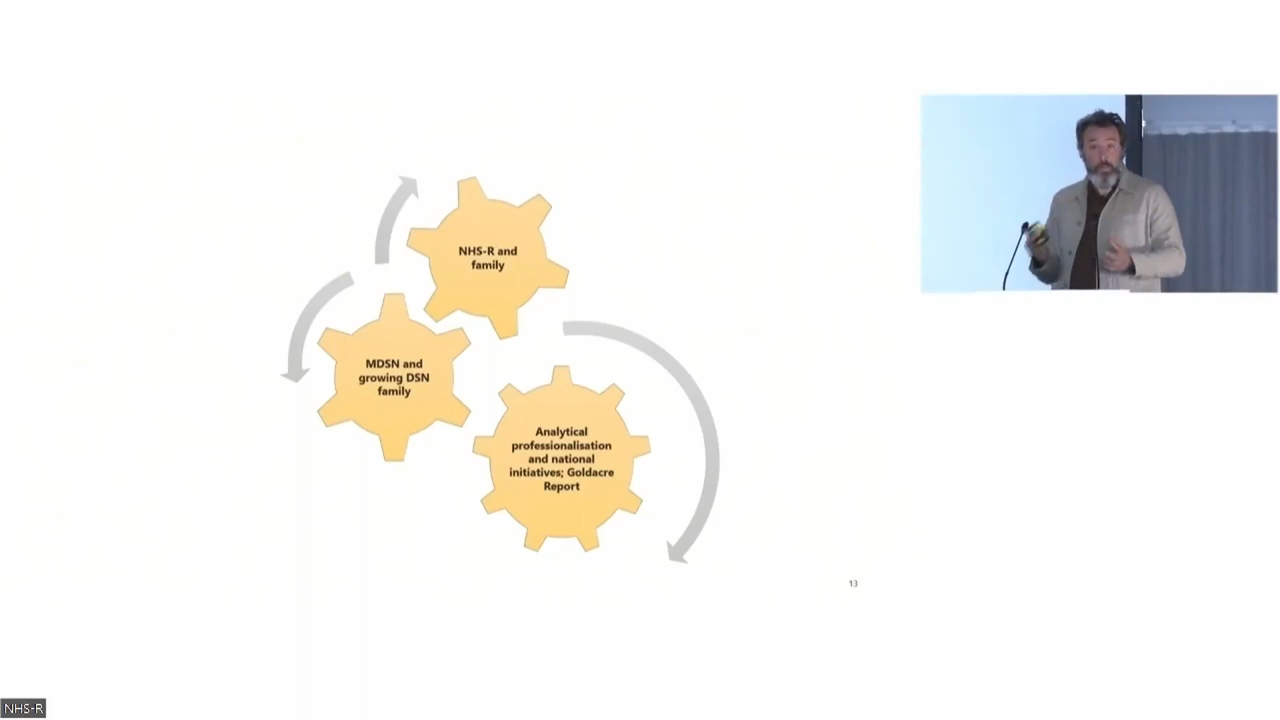 NHS-R and
family
MDSN and
growing DSN
family
Analytical
professionalisation
and national
initiatives; Goldacre
Report
13
NHS-R